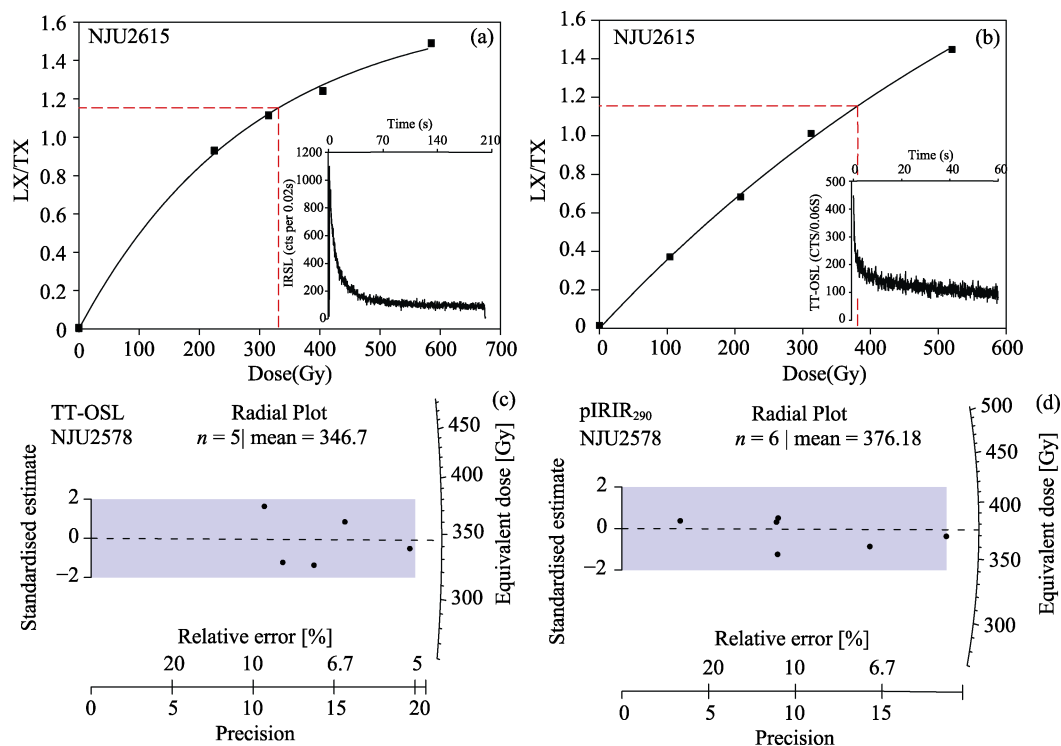 NJU2615
(a)
1.6
1.4
1.2
1.0
0.8
0.6
0.4
0.2
0
LX/TX
0
100
200
300
400
500
600
700
Dose(Gy)
Time (s)
0
70
140
210
1200
1000
800
600
400
200
0
IRSL (cts per 0.02s)
NJU2615
(b)
1.6
1.4
1.2
1.0
0.8
0.6
0.4
0.2
0
LX/TX
0
100
200
300
400
500
600
Dose(Gy)
Time (s)
0
20
40
60
500
400
300
200
100
0
TT-OSL (CTS/0.06S)
(c)
TT-OSL
Radial Plot
NJU2578
n = 5| mean = 346.7
2
0
−2
Standardised estimate
450
400
350
300
Equivalent dose [Gy]
Relative error [%]
20
10
6.7
5
0
5
10
15
20
Precision
(d)
pIRIR₂₉₀
Radial Plot
NJU2578
n = 6 | mean = 376.18
2
0
−2
Standardised estimate
500
450
400
350
300
Equivalent dose [Gy]
Relative error [%]
20
10
6.7
0
5
10
15
Precision